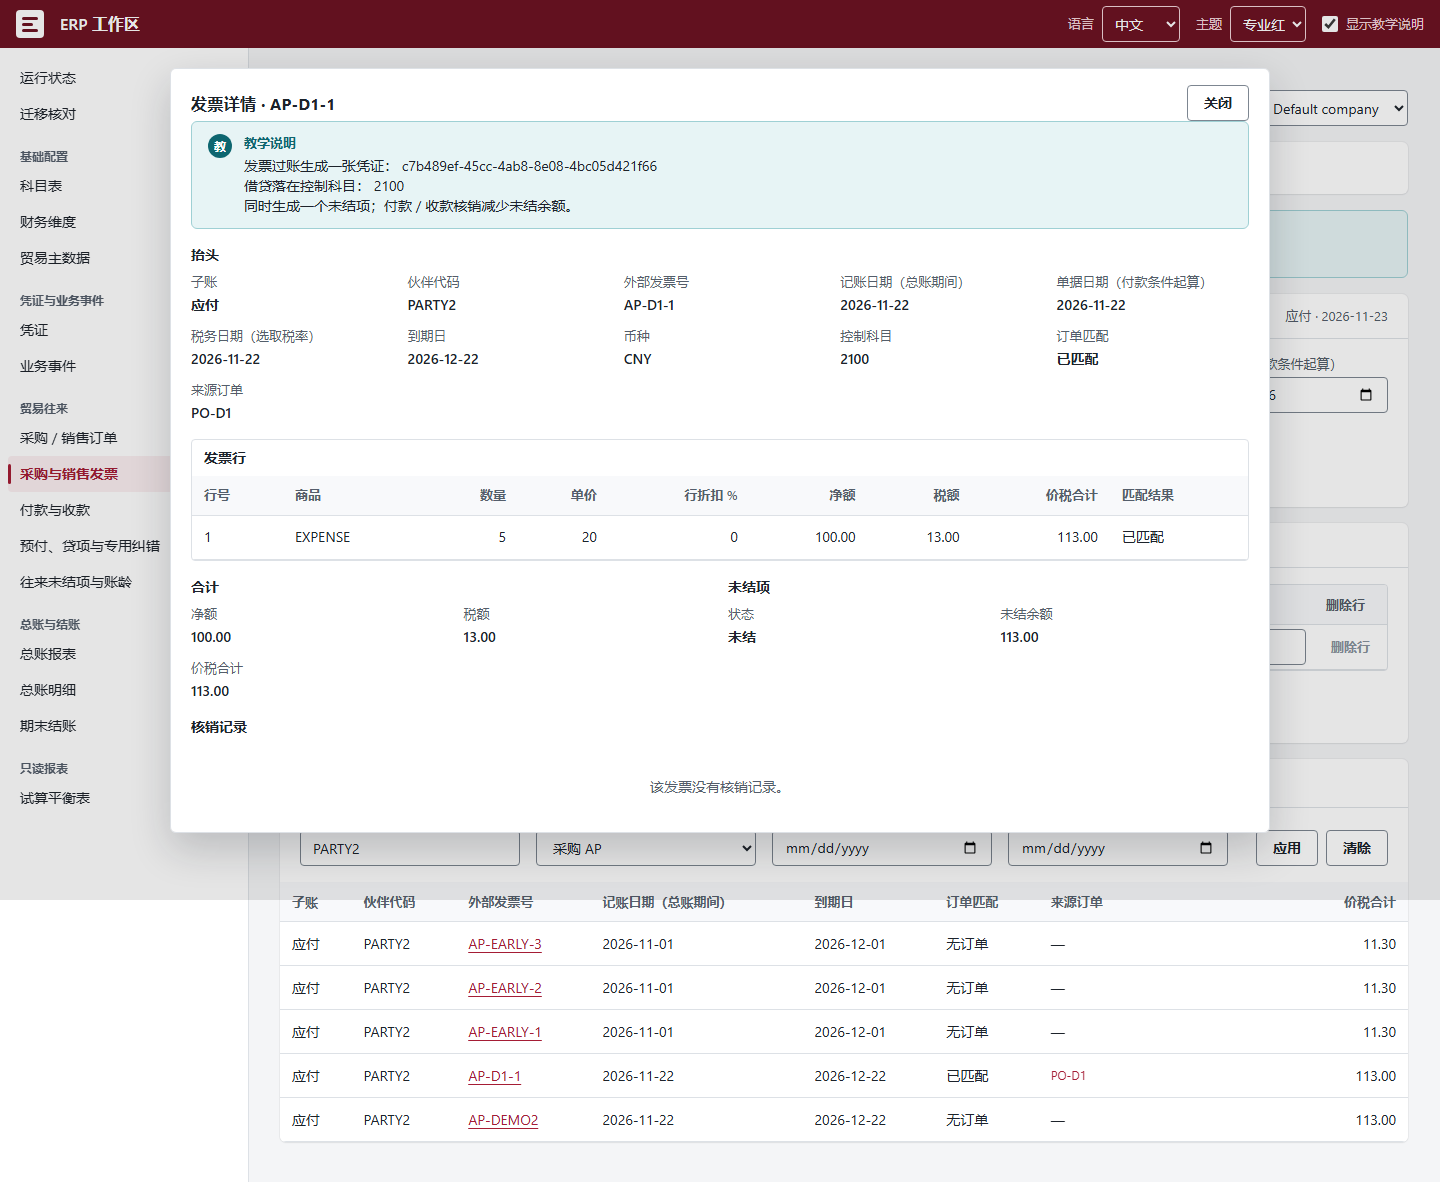 ERP 工作区
语言
中文
主题
专业红
显示教学说明
运行状态
迁移核对
基础配置
科目表
财务维度
贸易主数据
凭证与业务事件
凭证
业务事件
贸易往来
采购 / 销售订单
采购与销售发票
付款与收款
预付、贷项与专用纠错
往来未结项与账龄
总账与结账
总账报表
总账明细
期末结账
只读报表
试算平衡表
Default company
应付 · 2026-11-23
款条件起算)
6
删除行
删除行
发票详情 · AP-D1-1
关闭
教
教学说明
发票过账生成一张凭证： c7b489ef-45cc-4ab8-8e08-4bc05d421f66
借贷落在控制科目： 2100
同时生成一个未结项；付款 / 收款核销减少未结余额。
抬头
子账 伙伴代码 外部发票号 记账日期（总账期间） 单据日期（付款条件起算）
应付 PARTY2 AP-D1-1 2026-11-22 2026-11-22
税务日期（选取税率） 到期日 币种 控制科目 订单匹配
2026-11-22 2026-12-22 CNY 2100 已匹配
来源订单
PO-D1
发票行
行号 商品 数量 单价 行折扣 % 净额 税额 价税合计 匹配结果
1 EXPENSE 5 20 0 100.00 13.00 113.00 已匹配
合计 未结项
净额 税额 状态 未结余额
100.00 13.00 未结 113.00
价税合计
113.00
核销记录
该发票没有核销记录。
PARTY2 采购 AP mm/dd/yyyy mm/dd/yyyy 应用 清除
子账 伙伴代码 外部发票号 记账日期（总账期间） 到期日 订单匹配 来源订单 价税合计
应付 PARTY2 AP-EARLY-3 2026-11-01 2026-12-01 无订单 — 11.30
应付 PARTY2 AP-EARLY-2 2026-11-01 2026-12-01 无订单 — 11.30
应付 PARTY2 AP-EARLY-1 2026-11-01 2026-12-01 无订单 — 11.30
应付 PARTY2 AP-D1-1 2026-11-22 2026-12-22 已匹配 PO-D1 113.00
应付 PARTY2 AP-DEMO2 2026-11-22 2026-12-22 无订单 — 113.00